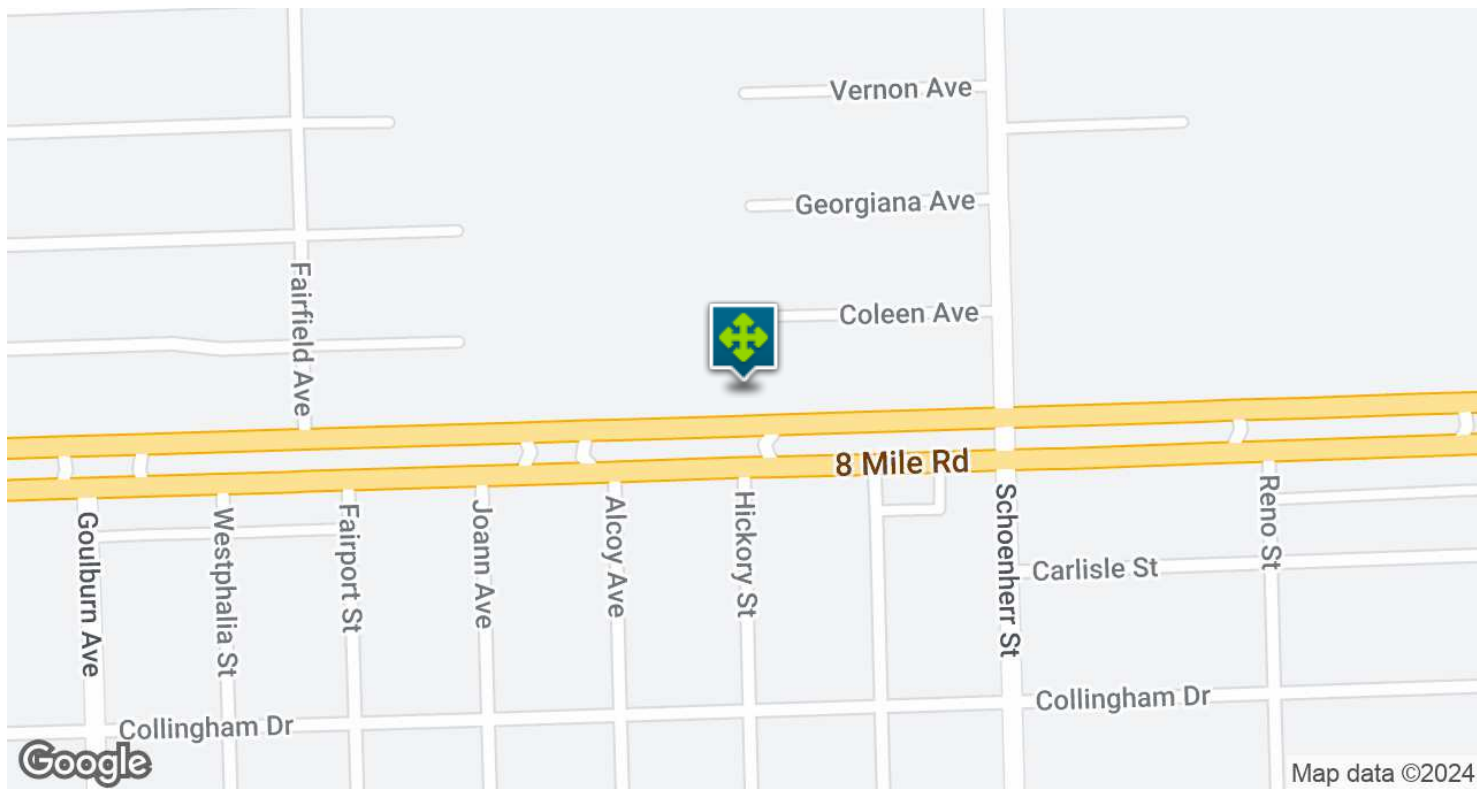 Vernon Ave
Georgiana Ave
Fairfield Ave
Coleen Ave
8 Mile Rd
Goulburn Ave
Westphalia St
Fairport St
Joann Ave
Alcoy Ave
Hickory St
Schoenherr St
Reno St
Carlisle St
Collingham Dr
Collingham Dr
Google
Map data ©2024